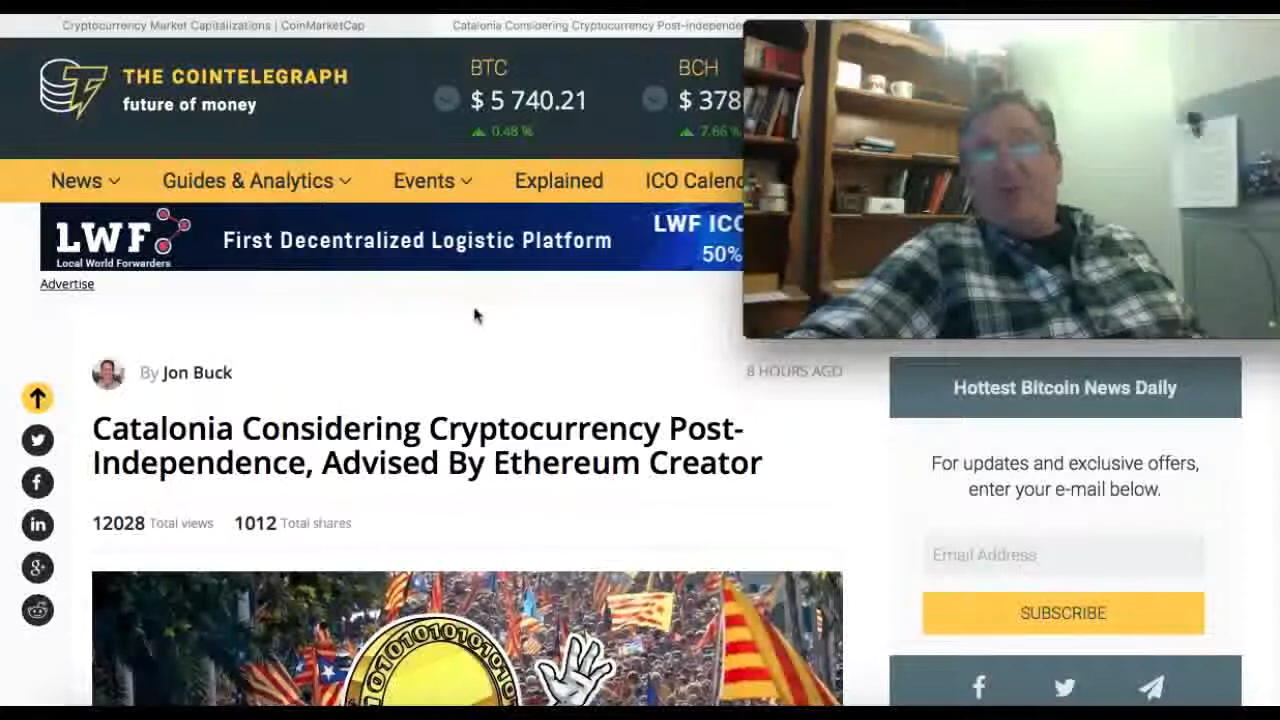 Cryptocurrency Market Capitalizations | CoinMarketCap
Catalonia Considering Cryptocurrency Post-Independe
THE COINTELEGRAPH
future of money
BTC
$ 5 740.21
0.48 %
BCH
$ 378
7.66 %
News
Guides & Analytics
Events
Explained
ICO Calend
LWF
Local World Forwarders
First Decentralized Logistic Platform
LWF ICO
50%
Advertise
By Jon Buck
8 HOURS AGO
Catalonia Considering Cryptocurrency Post-
Independence, Advised By Ethereum Creator
12028 Total views
1012 Total shares
Hottest Bitcoin News Daily
For updates and exclusive offers,
enter your e-mail below.
Email Address
SUBSCRIBE